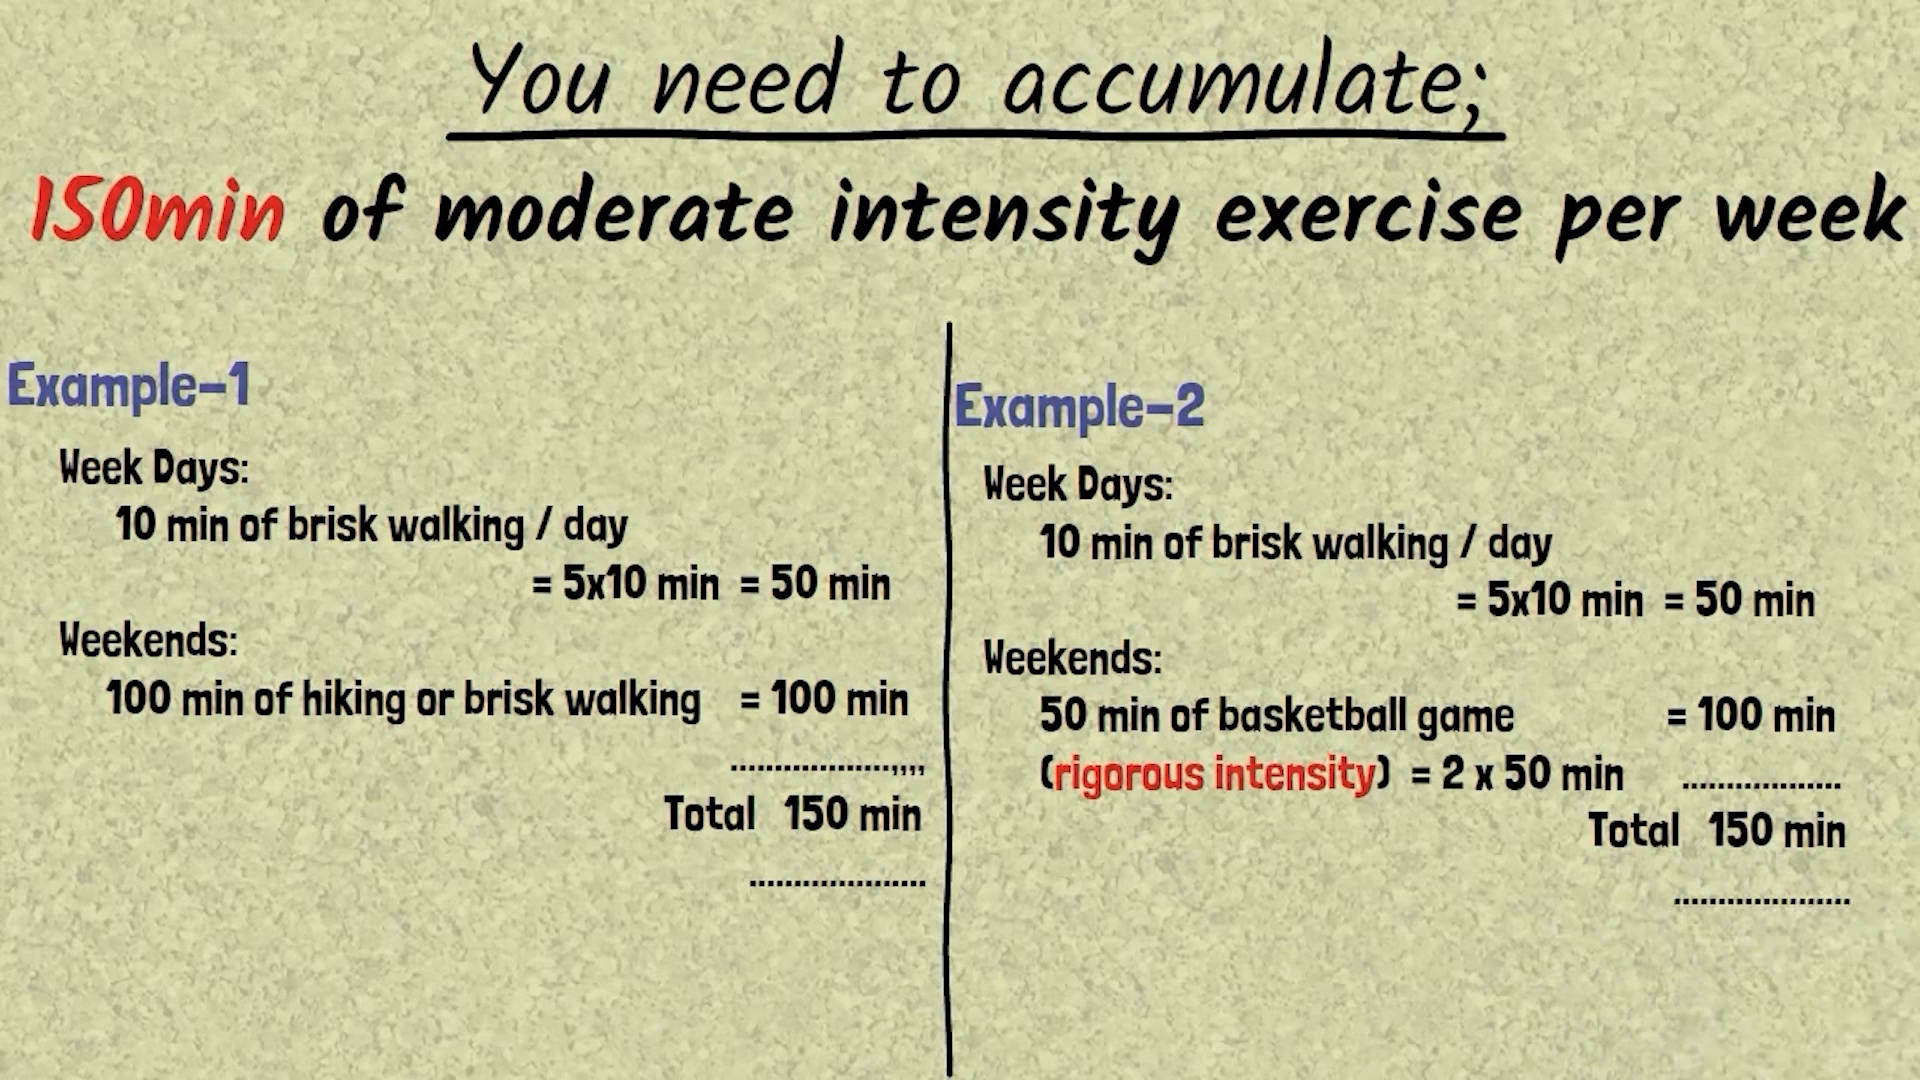 You need to accumulate;
150min of moderate intensity exercise per week
Example-1
Week Days:
10 min of brisk walking / day
= 5x10 min = 50 min
Weekends:
100 min of hiking or brisk walking = 100 min
..................,,,,
Total 150 min
....................
Example-2
Week Days:
10 min of brisk walking / day
= 5x10 min = 50 min
Weekends:
50 min of basketball game = 100 min
(rigorous intensity) = 2 x 50 min ..................
Total 150 min
....................